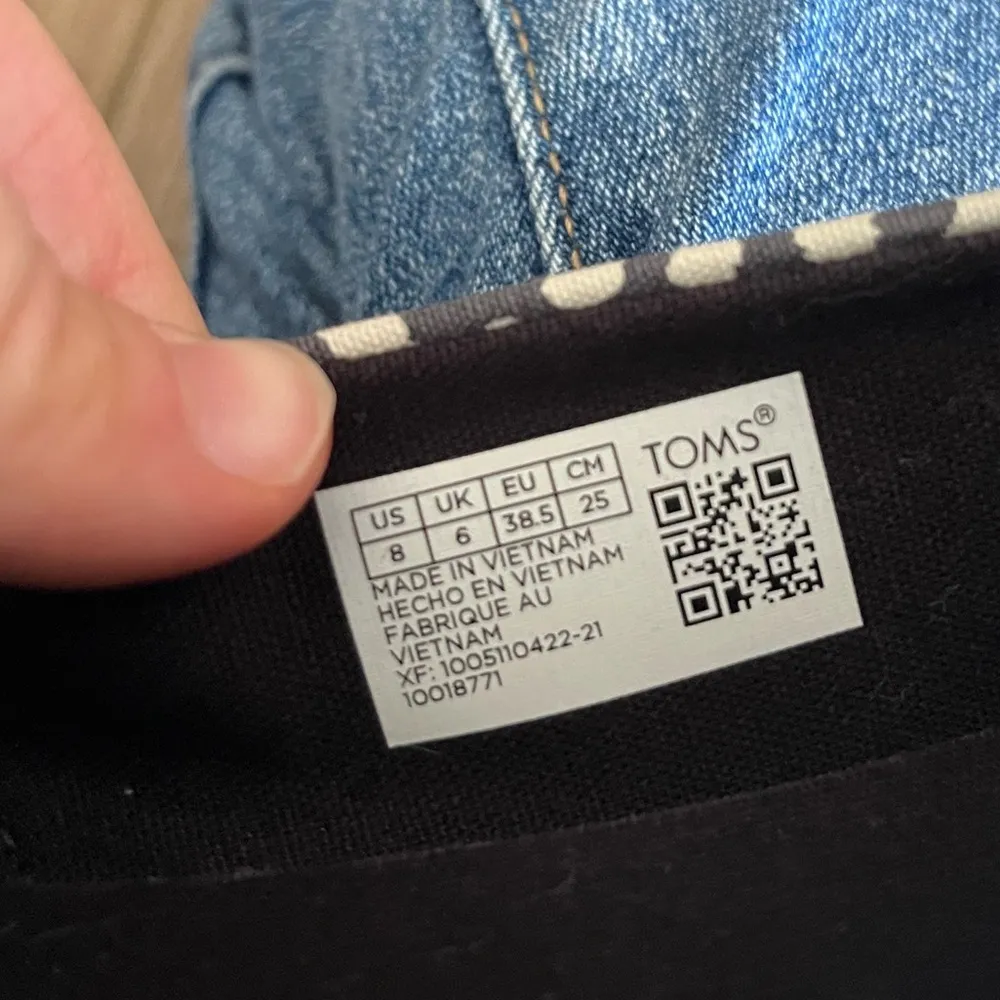 TOMS®
US UK EU CM
8 6 38.5 25
MADE IN VIETNAM
HECHO EN VIETNAM
FABRIQUE AU
VIETNAM
XF: 1005110422-21
10018771